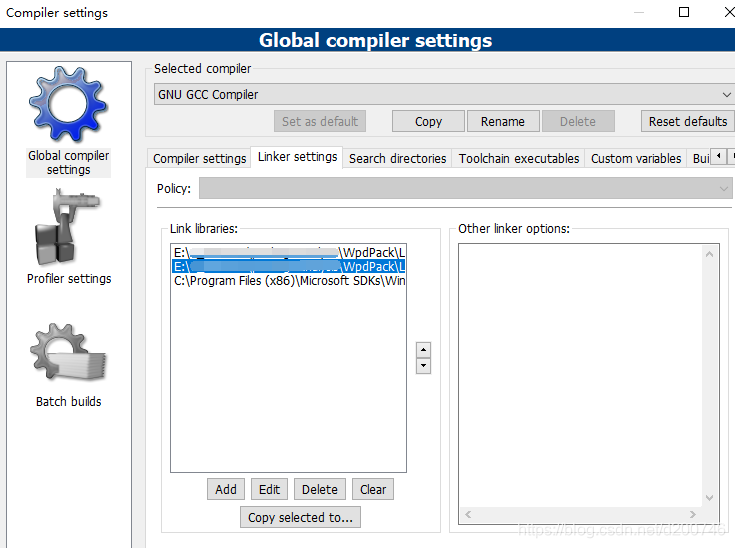 Compiler settings
Global compiler settings
Selected compiler
GNU GCC Compiler
Set as default
Copy
Rename
Delete
Reset defaults
Global compiler
settings
Profiler settings
Batch builds
Compiler settings
Linker settings
Search directories
Toolchain executables
Custom variables
Bui
Policy:
Link libraries:
E:\ \WpdPack\L
E:\ \WpdPack\L
C:\Program Files (x86)\Microsoft SDKs\Win
Add
Edit
Delete
Clear
Copy selected to...
Other linker options:
https://blog.csdn.net/d200746